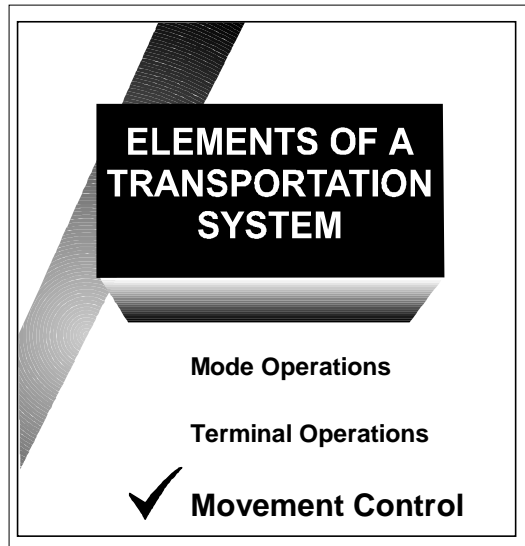 ELEMENTS OF A
TRANSPORTATION
SYSTEM
Mode Operations
Terminal Operations
Movement Control